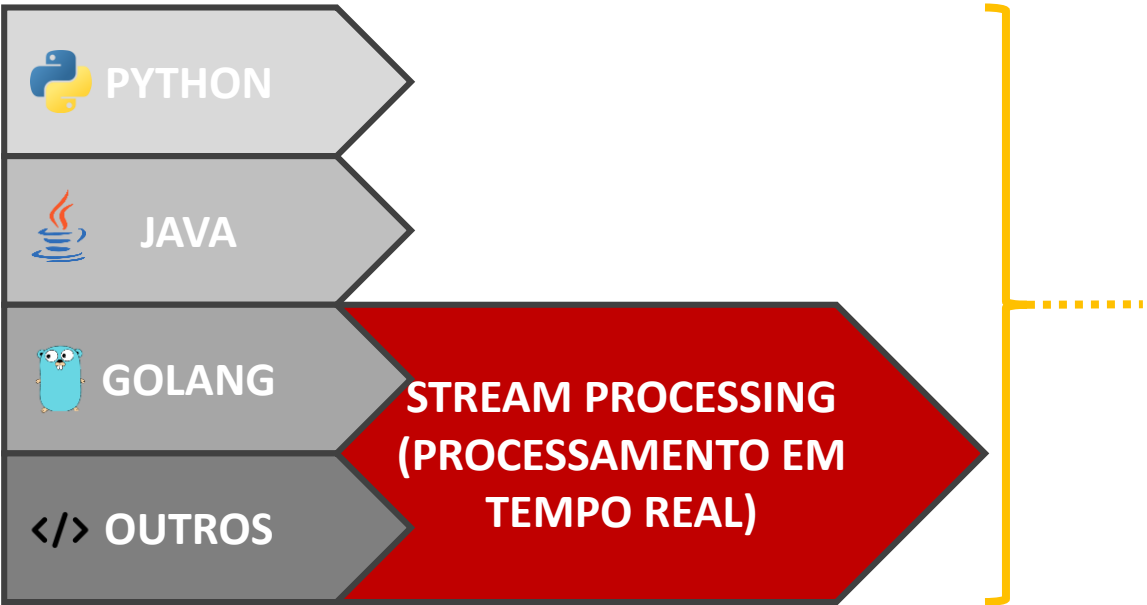 PYTHON
JAVA
GOLANG
</> OUTROS
STREAM PROCESSING
(PROCESSAMENTO EM
TEMPO REAL)